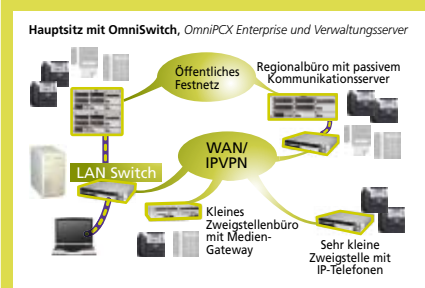 Hauptsitz mit OmniSwitch, OmniPCX Enterprise und Verwaltungsserver
Öffentliches
Festnetz
Regionalbüro mit passivem
Kommunikationsserver
WAN/
IPVPN
LAN Switch
Kleines
Zweigstellenbüro
mit Medien-
Gateway
Sehr kleine
Zweigstelle mit
IP-Telefonen